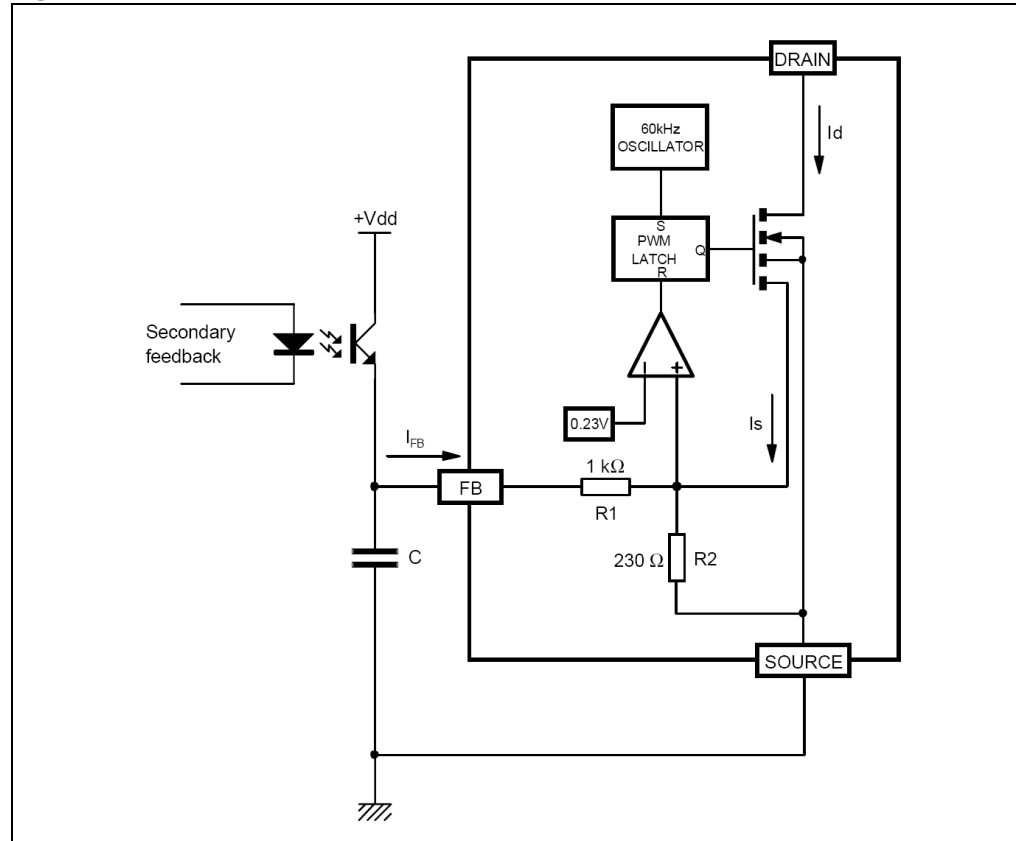 DRAIN
60kHz
OSCILLATOR
Id
+Vdd
S
PWM
LATCH
Q
R
Secondary
feedback
- +
0.23V
Is
I_FB
1 kΩ
FB
R1
C
230 Ω
R2
SOURCE